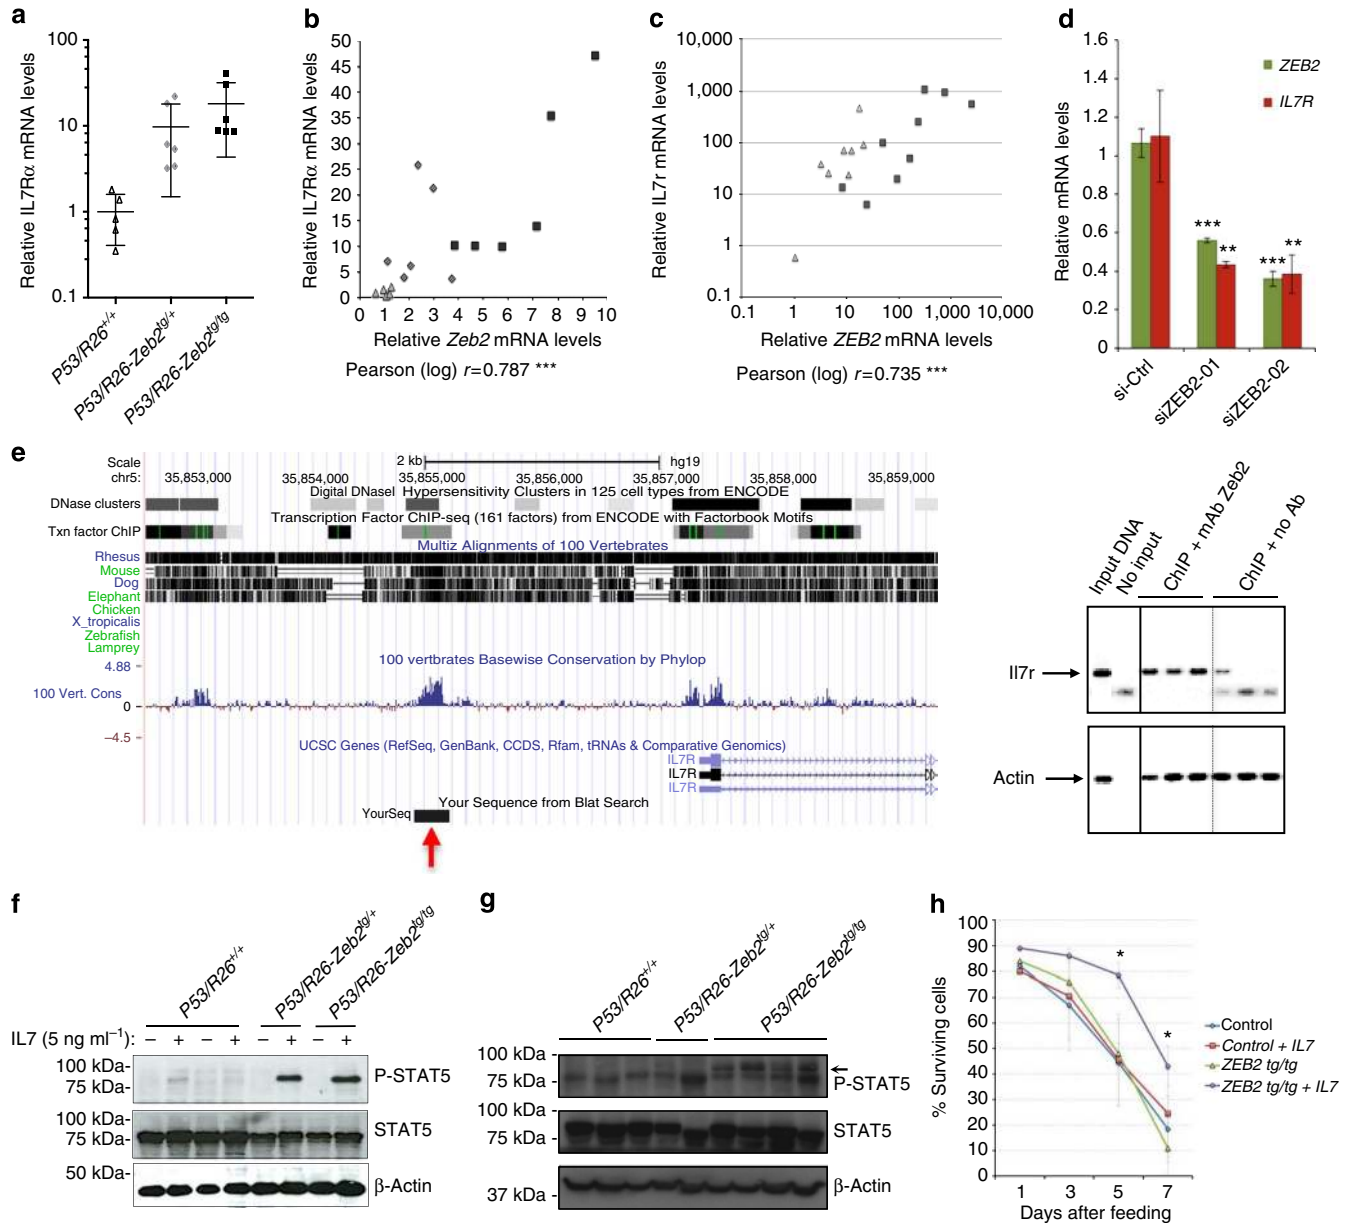 a
Relative IL7Rα mRNA levels
100
10
1
0.1
P53/R26+/+
P53/R26-Zeb2tg/+
P53/R26-Zeb2tg/tg
b
Relative IL7Rα mRNA levels
50
45
40
35
30
25
20
15
10
5
0
0 1 2 3 4 5 6 7 8 9 10
Relative Zeb2 mRNA levels
Pearson (log) r=0.787 ***
c
Relative IL7r mRNA levels
10,000
1,000
100
10
1
0.1
0.1 1 10 100 1,000 10,000
Relative ZEB2 mRNA levels
Pearson (log) r=0.735 ***
d
Relative mRNA levels
1.6
1.4
1.2
1
0.8
0.6
0.4
0.2
0
ZEB2
IL7R
*** **
*** **
si-Ctrl
siZEB2-01
siZEB2-02
e
Scale 2 kb hg19
chr5: 35,853,000 35,854,000 35,855,000 35,856,000 35,857,000 35,858,000 35,859,000
Digital DNaseI Hypersensitivity Clusters in 125 cell types from ENCODE
DNase clusters
Transcription Factor ChIP-seq (161 factors) from ENCODE with Factorbook Motifs
Txn factor ChIP
Multiz Alignments of 100 Vertebrates
Rhesus
Mouse
Dog
Elephant
Chicken
X_tropicalis
Zebrafish
Lamprey
4.88
100 vertbrates Basewise Conservation by Phylop
100 Vert. Cons
0
–4.5
UCSC Genes (RefSeq, GenBank, CCDS, Rfam, tRNAs & Comparative Genomics)
IL7R
IL7R
IL7R
Your Sequence from Blat Search
YourSeq
Input DNA
No input
ChIP + mAb Zeb2
ChIP + no Ab
Il7r
Actin
f
P53/R26+/+
P53/R26-Zeb2tg/+
P53/R26-Zeb2tg/tg
IL7 (5 ng ml–1): – + – + – + – +
100 kDa-
75 kDa-
P-STAT5
100 kDa-
75 kDa-
STAT5
50 kDa-
β-Actin
g
P53/R26+/+
P53/R26-Zeb2tg/+
P53/R26-Zeb2tg/tg
100 kDa -
75 kDa -
P-STAT5
100 kDa -
75 kDa -
STAT5
37 kDa -
β-Actin
h
% Surviving cells
100
90
80
70
60
50
40
30
20
10
0
*
*
1 3 5 7
Days after feeding
Control
Control + IL7
ZEB2 tg/tg
ZEB2 tg/tg + IL7